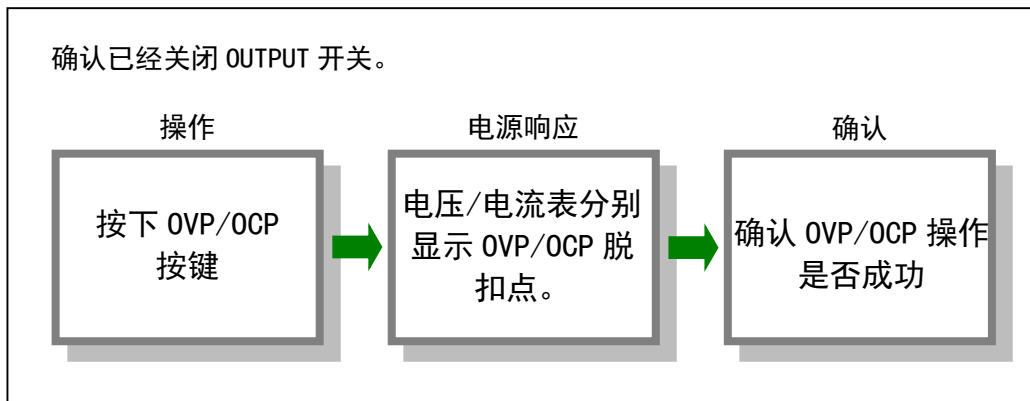 确认已经关闭 OUTPUT 开关。
操作
电源响应
确认
按下 OVP/OCP
按键
电压/电流表分别
显示 OVP/OCP 脱
扣点。
确认 OVP/OCP 操作
是否成功